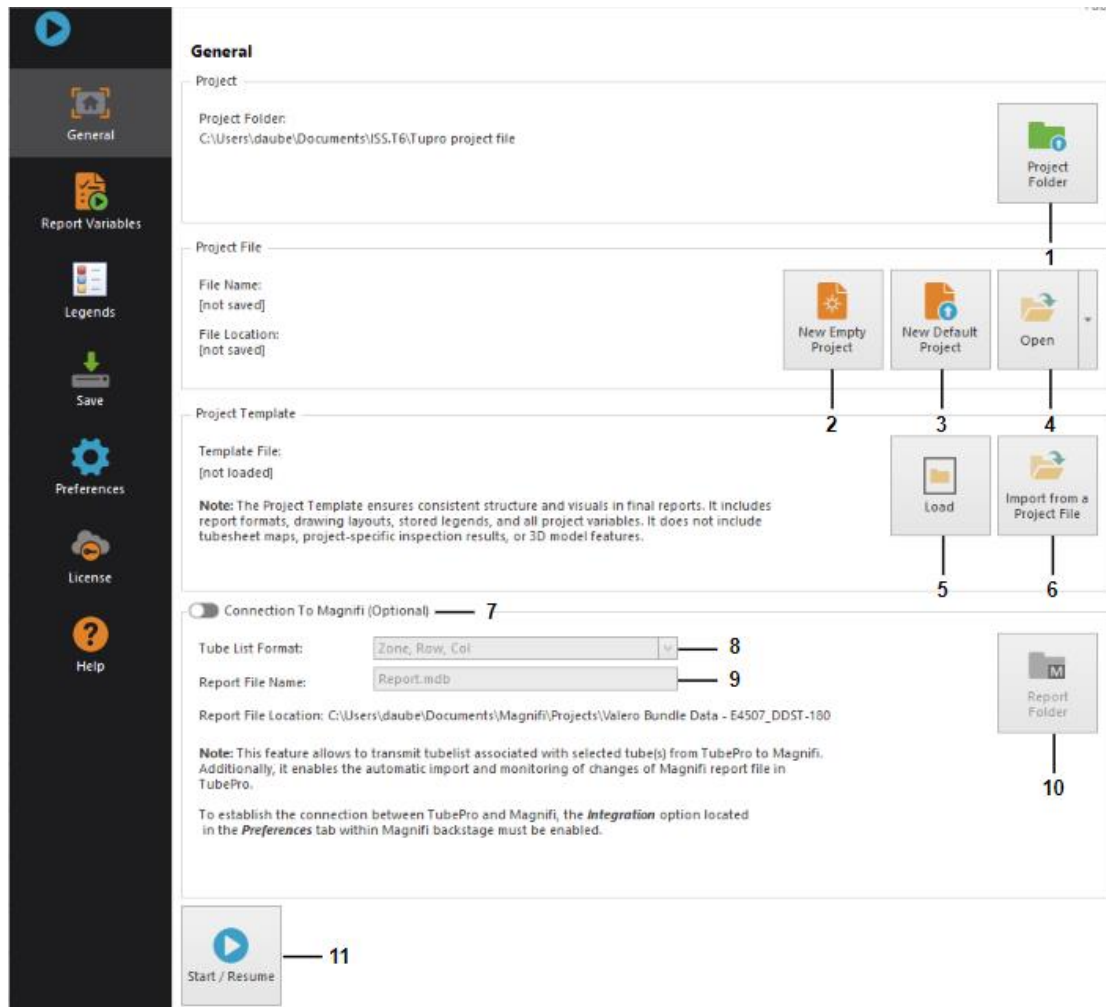 General
Project
Project Folder:
C:\Users\daube\Documents\ISS.T6\Tupro project file
General
Project
Folder
Report Variables
1
Project File
File Name:
[not saved]
Legends
File Location:
[not saved]
New Empty
Project
New Default
Project
Open
Save
2 3 4
Project Template
Template File:
[not loaded]
Preferences
Note: The Project Template ensures consistent structure and visuals in final reports. It includes
report formats, drawing layouts, stored legends, and all project variables. It does not include
tubesheet maps, project-specific inspection results, or 3D model features.
Load
Import from a
Project File
License
5 6
Connection To Magnifi (Optional) 7
Tube List Format: Zone, Row, Col 8
Help
Report File Name: Report.mdb 9
Report
Folder
Report File Location: C:\Users\daube\Documents\Magnifi\Projects\Valero Bundle Data - E4507_DDST-180
Note: This feature allows to transmit tubelist associated with selected tube(s) from TubePro to Magnifi.
Additionally, it enables the automatic import and monitoring of changes of Magnifi report file in
TubePro.
10
To establish the connection between TubePro and Magnifi, the Integration option located
in the Preferences tab within Magnifi backstage must be enabled.
11
Start / Resume